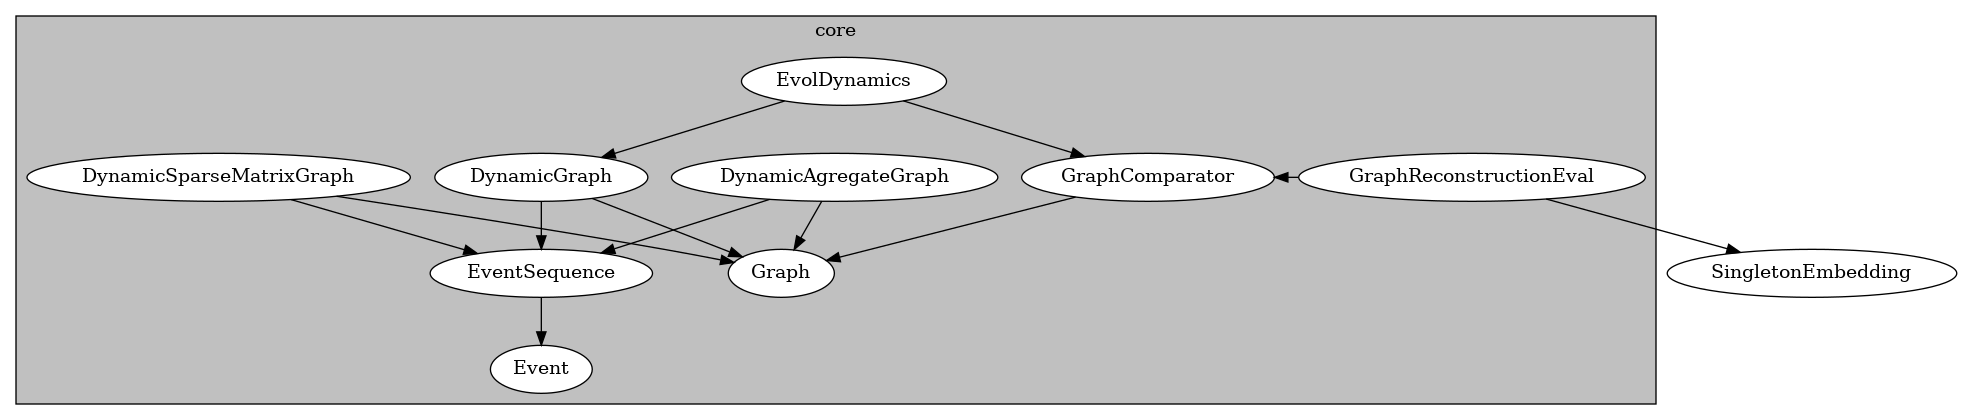 core
EvolDynamics
DynamicSparseMatrixGraph
DynamicGraph
DynamicAgregateGraph
GraphComparator
GraphReconstructionEval
EventSequence
Graph
SingletonEmbedding
Event